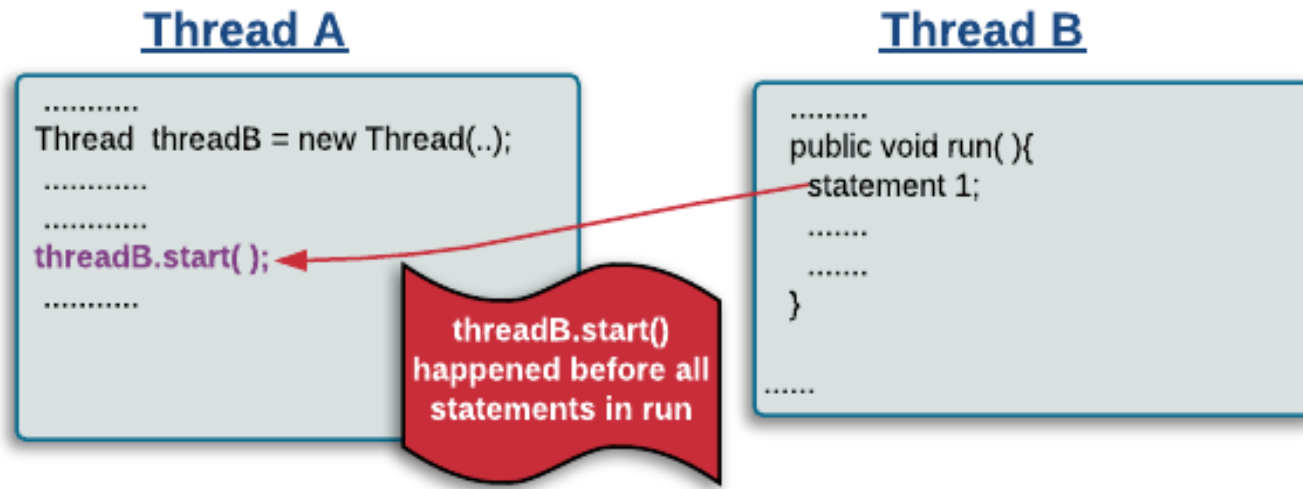 Thread A
...........
Thread threadB = new Thread(..);
............
............
threadB.start( );
...........
threadB.start()
happened before all
statements in run
Thread B
.........
public void run( ){
statement 1;
.......
.......
}
......